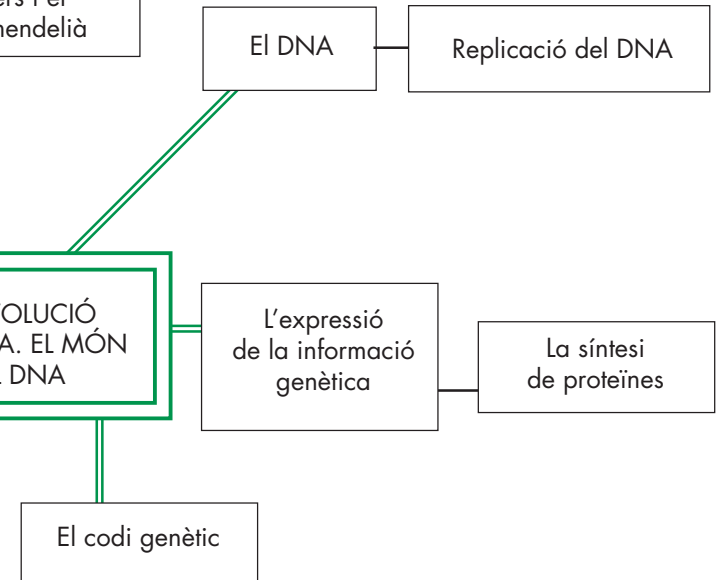 i el
mendelià
El DNA
Replicació del DNA
OLUCIÓ
A. EL MÓN
DNA
L'expressió
de la informació
genètica
La síntesi
de proteïnes
El codi genètic